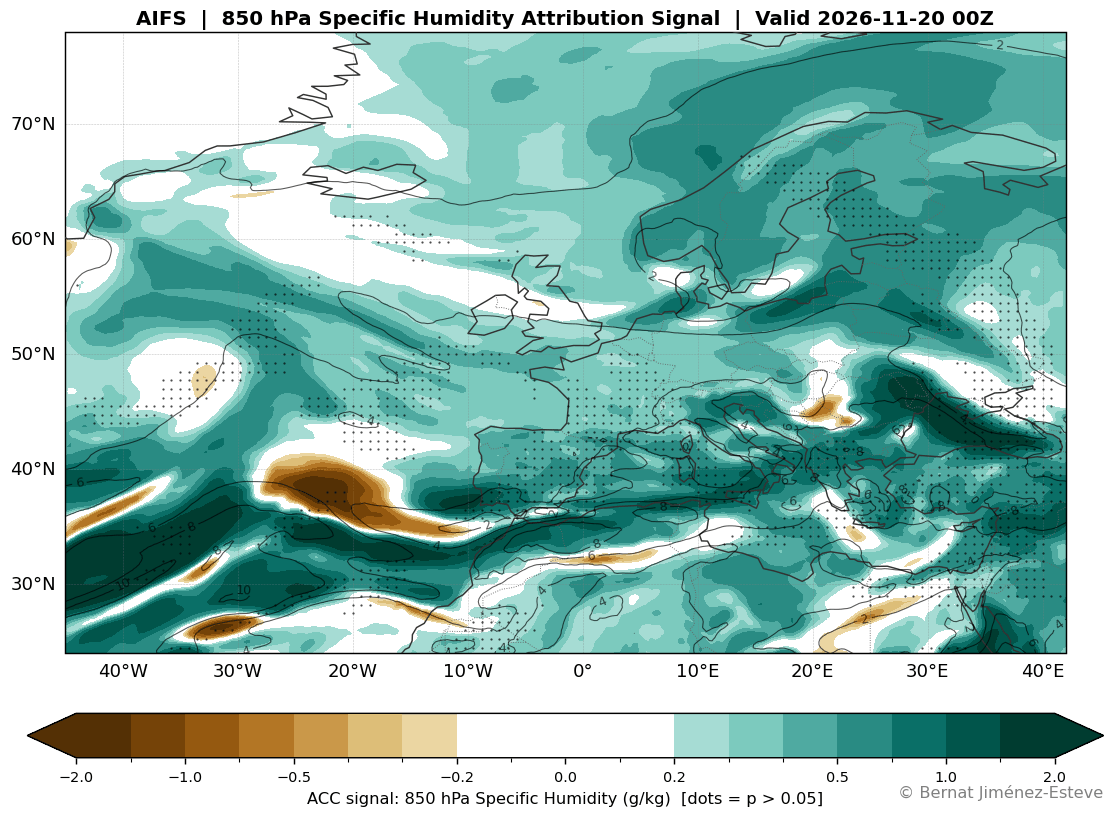 AIFS | 850 hPa Specific Humidity Attribution Signal | Valid 2026-11-20 00Z
70°N
60°N
50°N
40°N
30°N
40°W
30°W
20°W
10°W
0°
10°E
20°E
30°E
40°E
−2.0
−1.0
−0.5
−0.2
0.0
0.2
0.5
1.0
2.0
ACC signal: 850 hPa Specific Humidity (g/kg) [dots = p > 0.05]
© Bernat Jiménez-Esteve